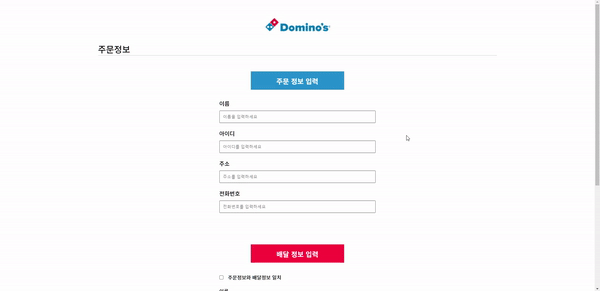 Domino's
주문정보
주문 정보 입력
이름
이름을 입력하세요
아이디
아이디를 입력하세요
주소
주소를 입력하세요
전화번호
전화번호를 입력하세요
배달 정보 입력
주문정보와 배달정보 일치